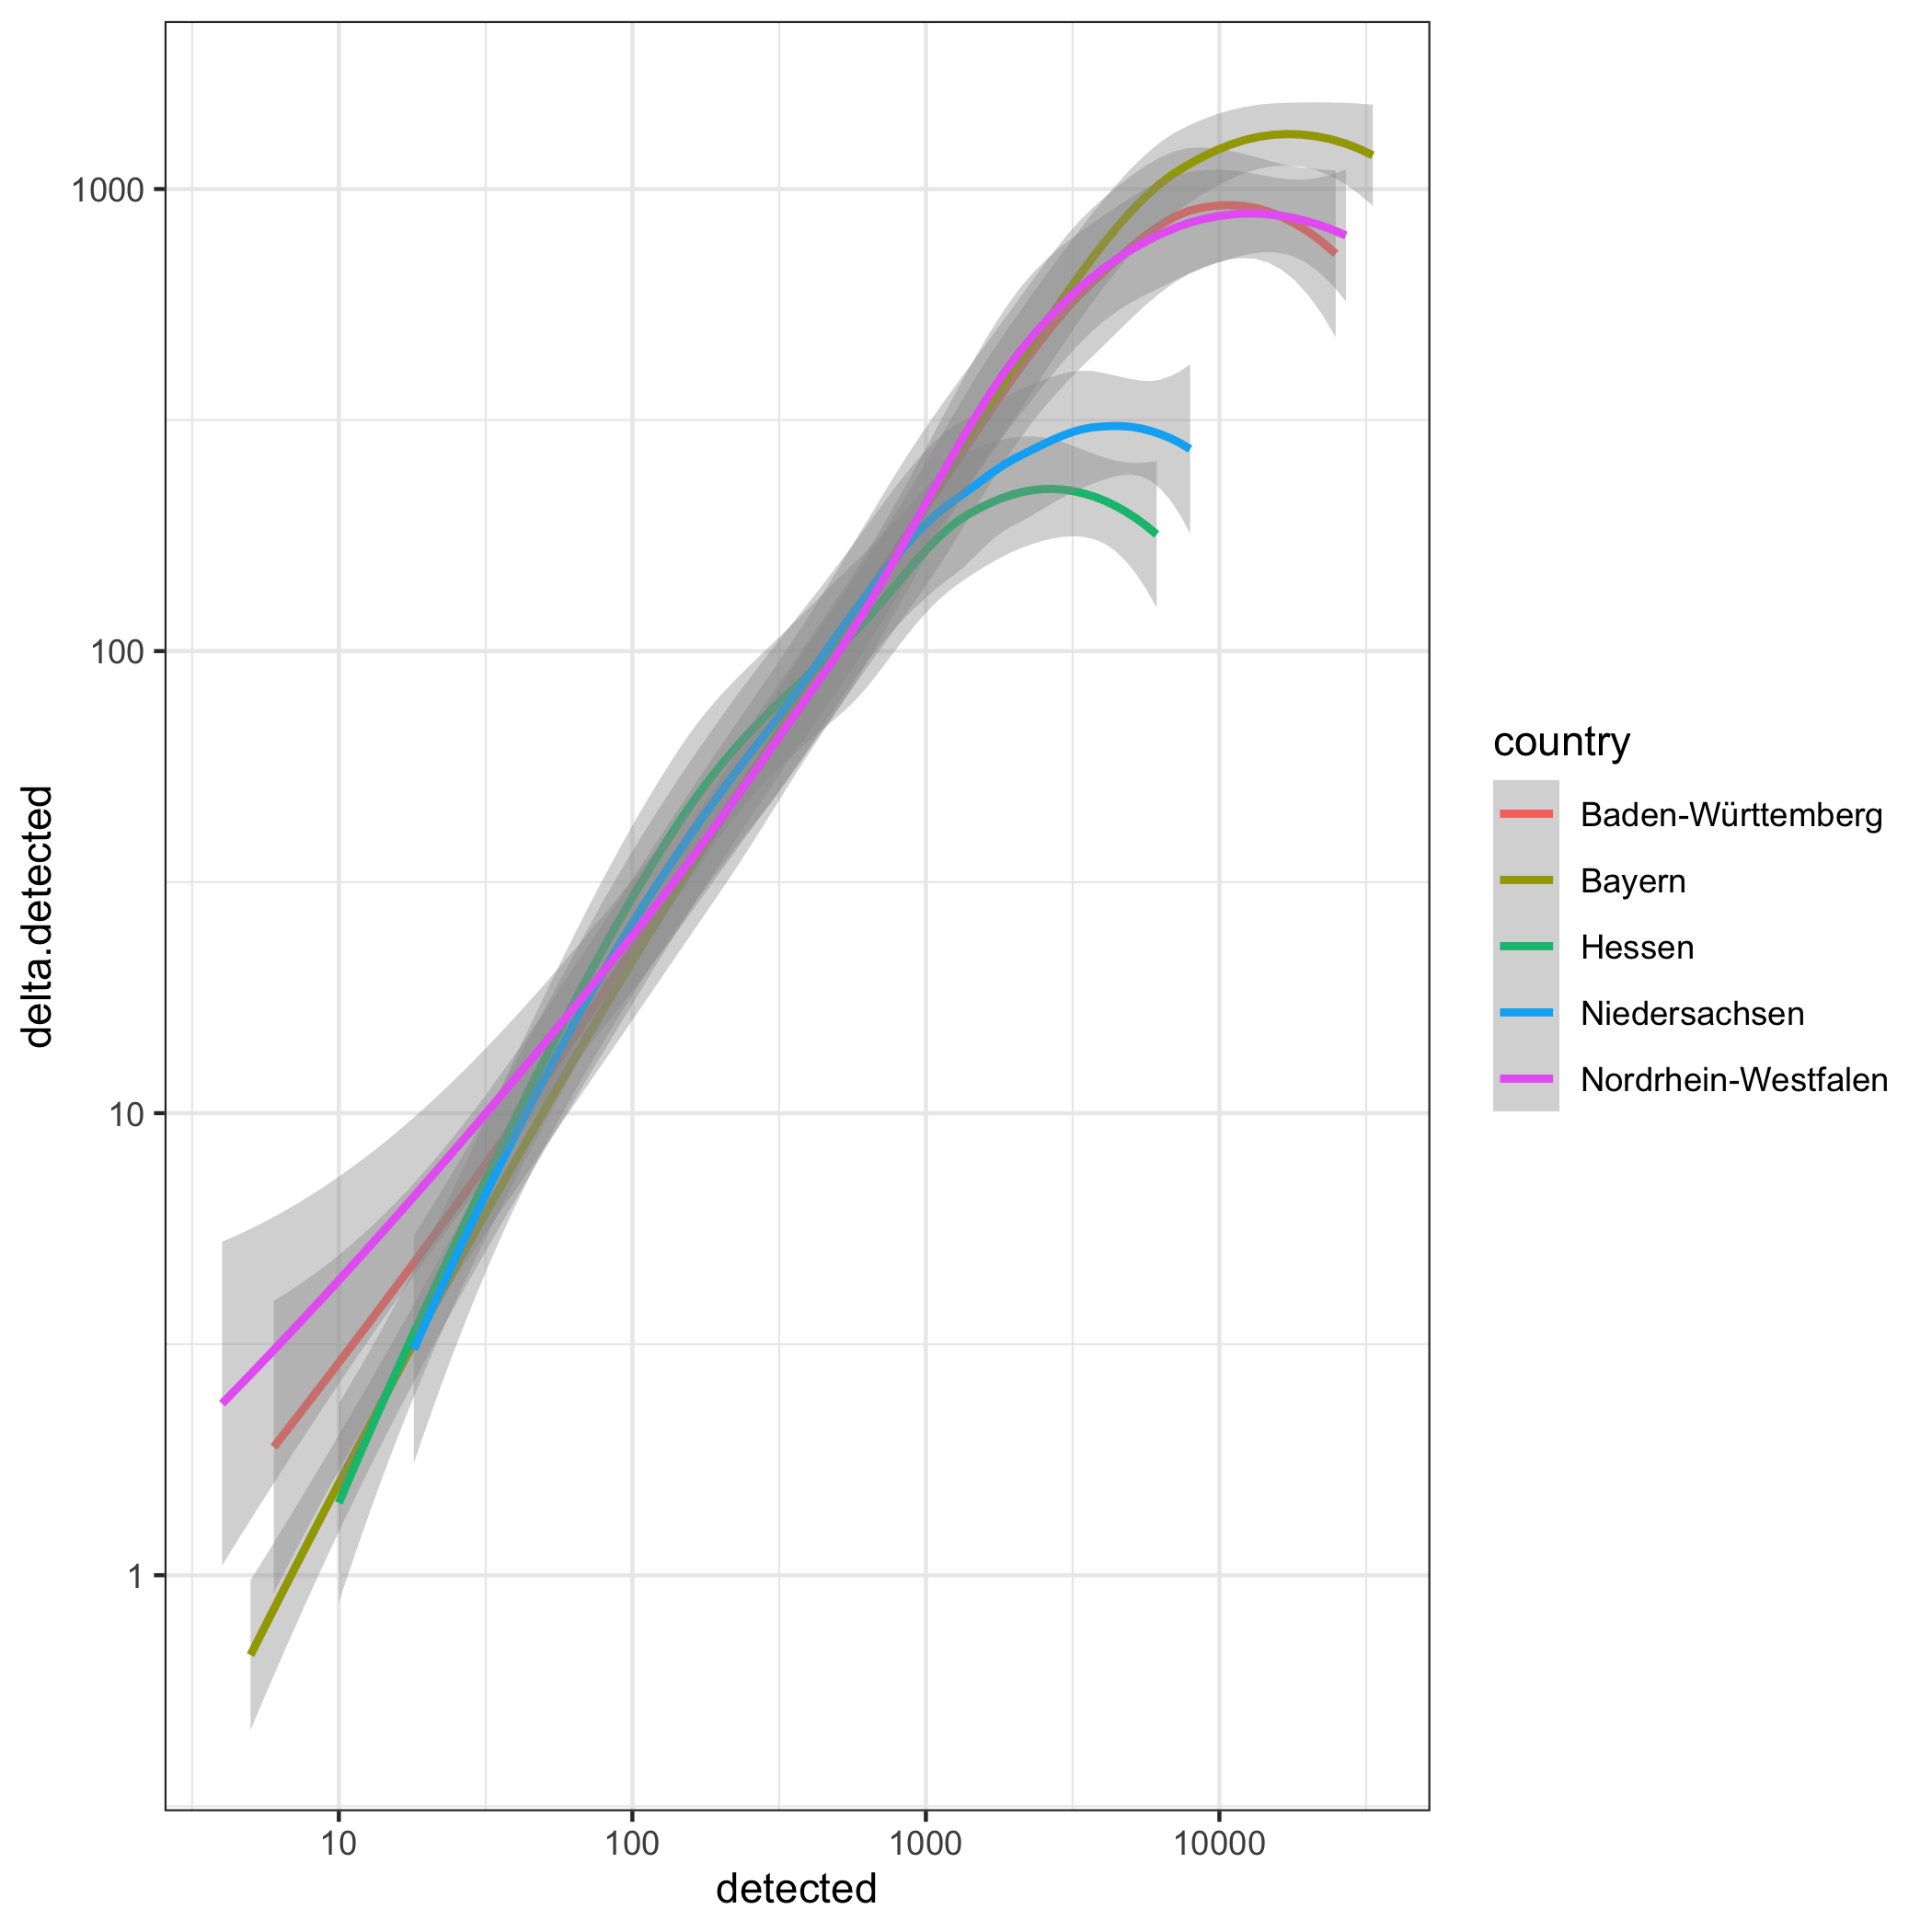 delta.detected
1000
100
10
1
10
100
1000
10000
detected
country
Baden-Württemberg
Bayern
Hessen
Niedersachsen
Nordrhein-Westfalen